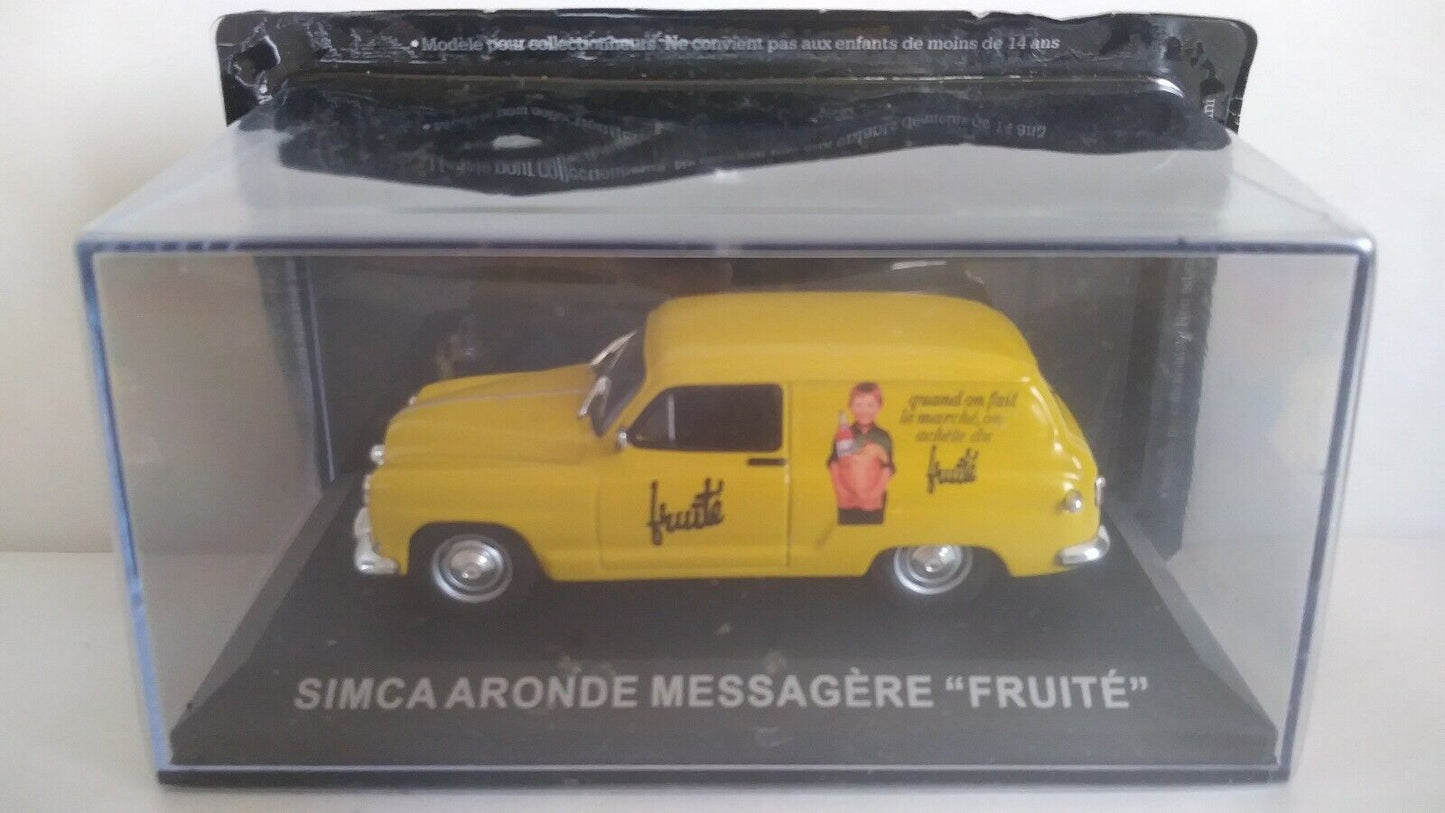 • Modèle pour collectionneurs. Ne convient pas aux enfants de moins de 14 ans
quand on fait
le marché, on
achète du
fruité
fruité
SIMCA ARONDE MESSAGÈRE “FRUITÉ”